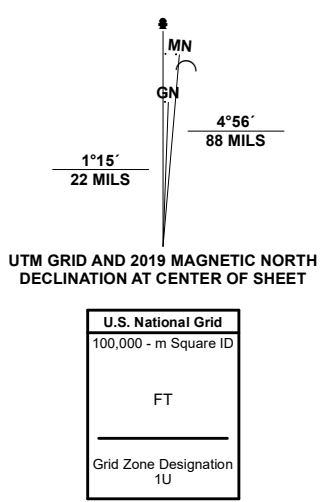 MN
GN
4°56´
88 MILS
1°15´
22 MILS
UTM GRID AND 2019 MAGNETIC NORTH
DECLINATION AT CENTER OF SHEET
U.S. National Grid
100,000 - m Square ID
FT
Grid Zone Designation
1U